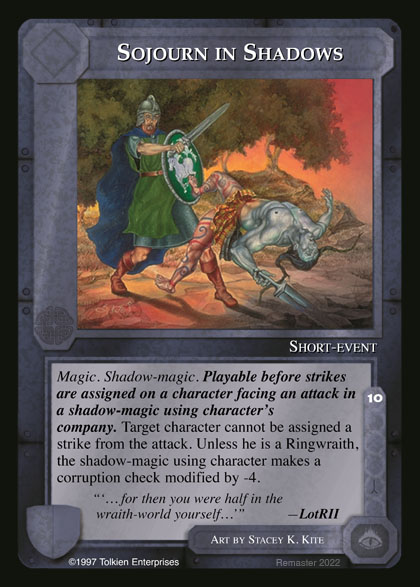 SOJOURN IN SHADOWS
SHORT-EVENT
Magic. Shadow-magic. Playable before strikes
are assigned on a character facing an attack in
a shadow-magic using character's
company. Target character cannot be assigned a
strike from the attack. Unless he is a Ringwraith,
the shadow-magic using character makes a
corruption check modified by -4.
10
“‘…for then you were half in the
wraith-world yourself…’” –LotRII
ART BY STACEY K. KITE
©1997 Tolkien Enterprises
Remaster 2022